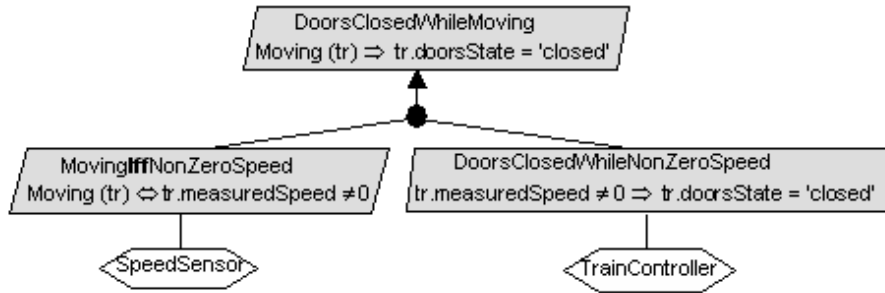 DoorsClosedWhileMoving
Moving (tr) ⇒ tr.doorsState = 'closed'
MovingIffNonZeroSpeed
Moving (tr) ⇔ tr.measuredSpeed ≠ 0
DoorsClosedWhileNonZeroSpeed
tr.measuredSpeed ≠ 0 ⇒ tr.doorsState = 'closed'
SpeedSensor
TrainController